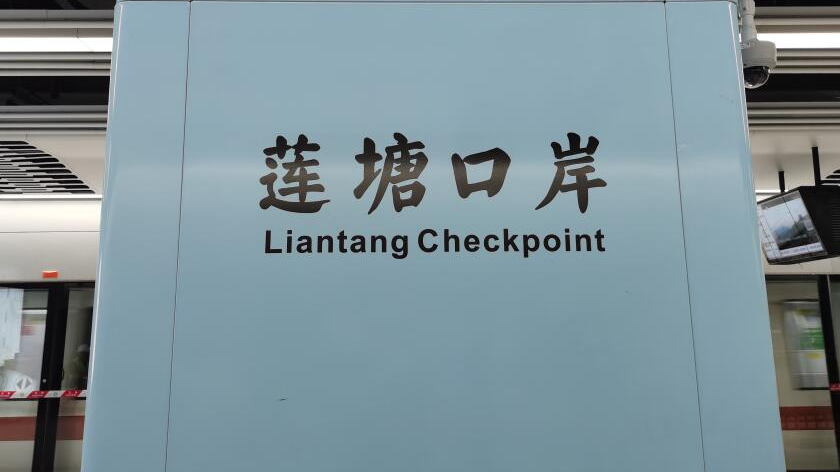 莲塘口岸
Liantang Checkpoint